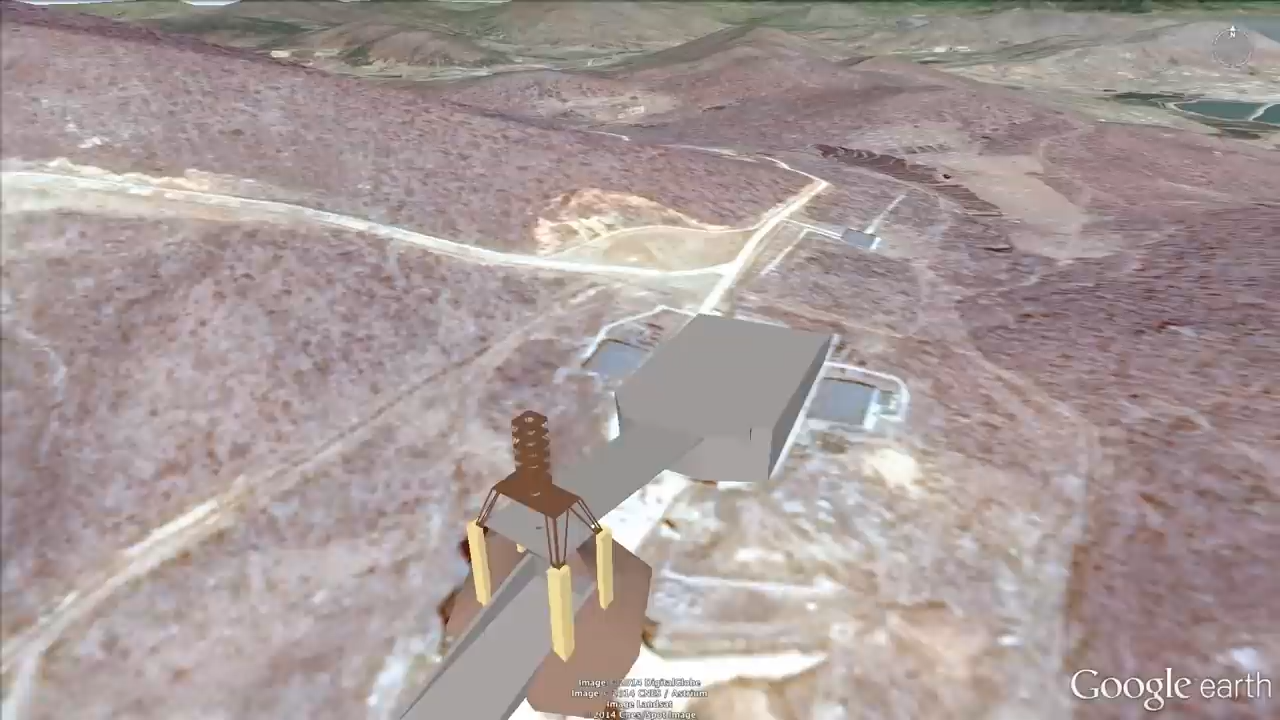 N
Image © 2014 DigitalGlobe
Image © 2014 CNES / Astrium
Image Landsat
© 2014 Cnes/Spot Image
Google earth